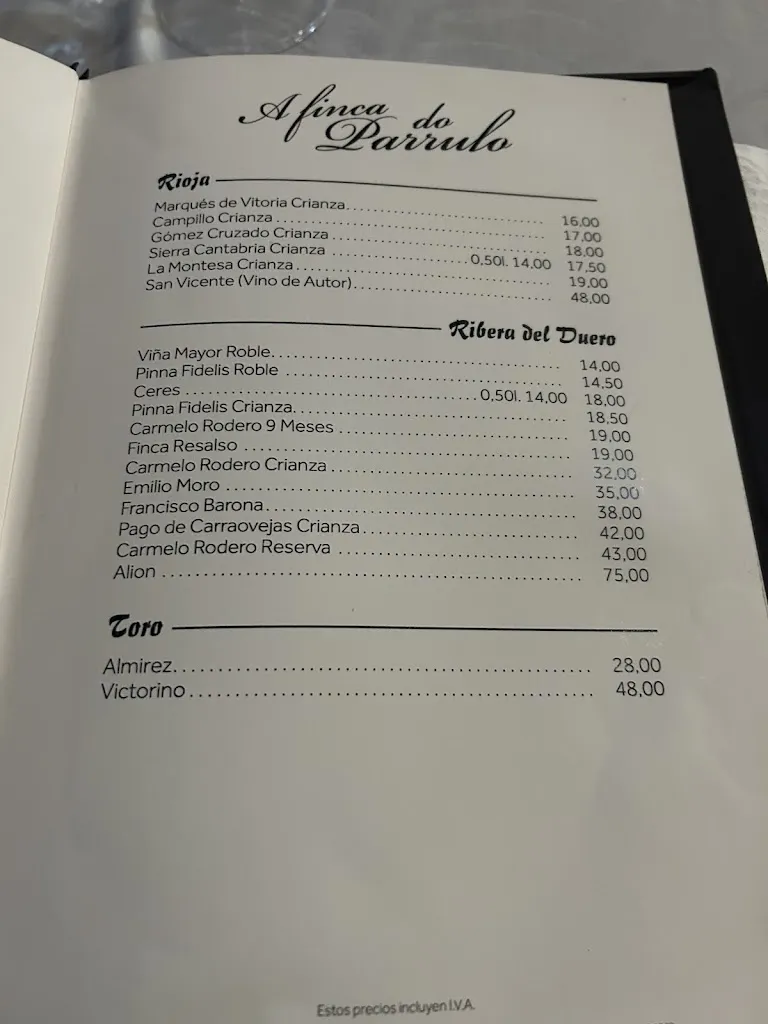 A finca do
Parrulo
Rioja
Marqués de Vitoria Crianza 16,00
Campillo Crianza 17,00
Gómez Cruzado Crianza 18,00
Sierra Cantabria Crianza 0,50l. 14,00 17,50
La Montesa Crianza 19,00
San Vicente (Vino de Autor) 48,00
Ribera del Duero
Viña Mayor Roble 14,00
Pinna Fidelis Roble 14,50
Ceres 0,50l. 14,00 18,00
Pinna Fidelis Crianza 18,50
Carmelo Rodero 9 Meses 19,00
Finca Resalso 19,00
Carmelo Rodero Crianza 32,00
Emilio Moro 35,00
Francisco Barona 38,00
Pago de Carraovejas Crianza 42,00
Carmelo Rodero Reserva 43,00
Alion 75,00
Toro
Almirez 28,00
Victorino 48,00
Estos precios incluyen I.V.A.